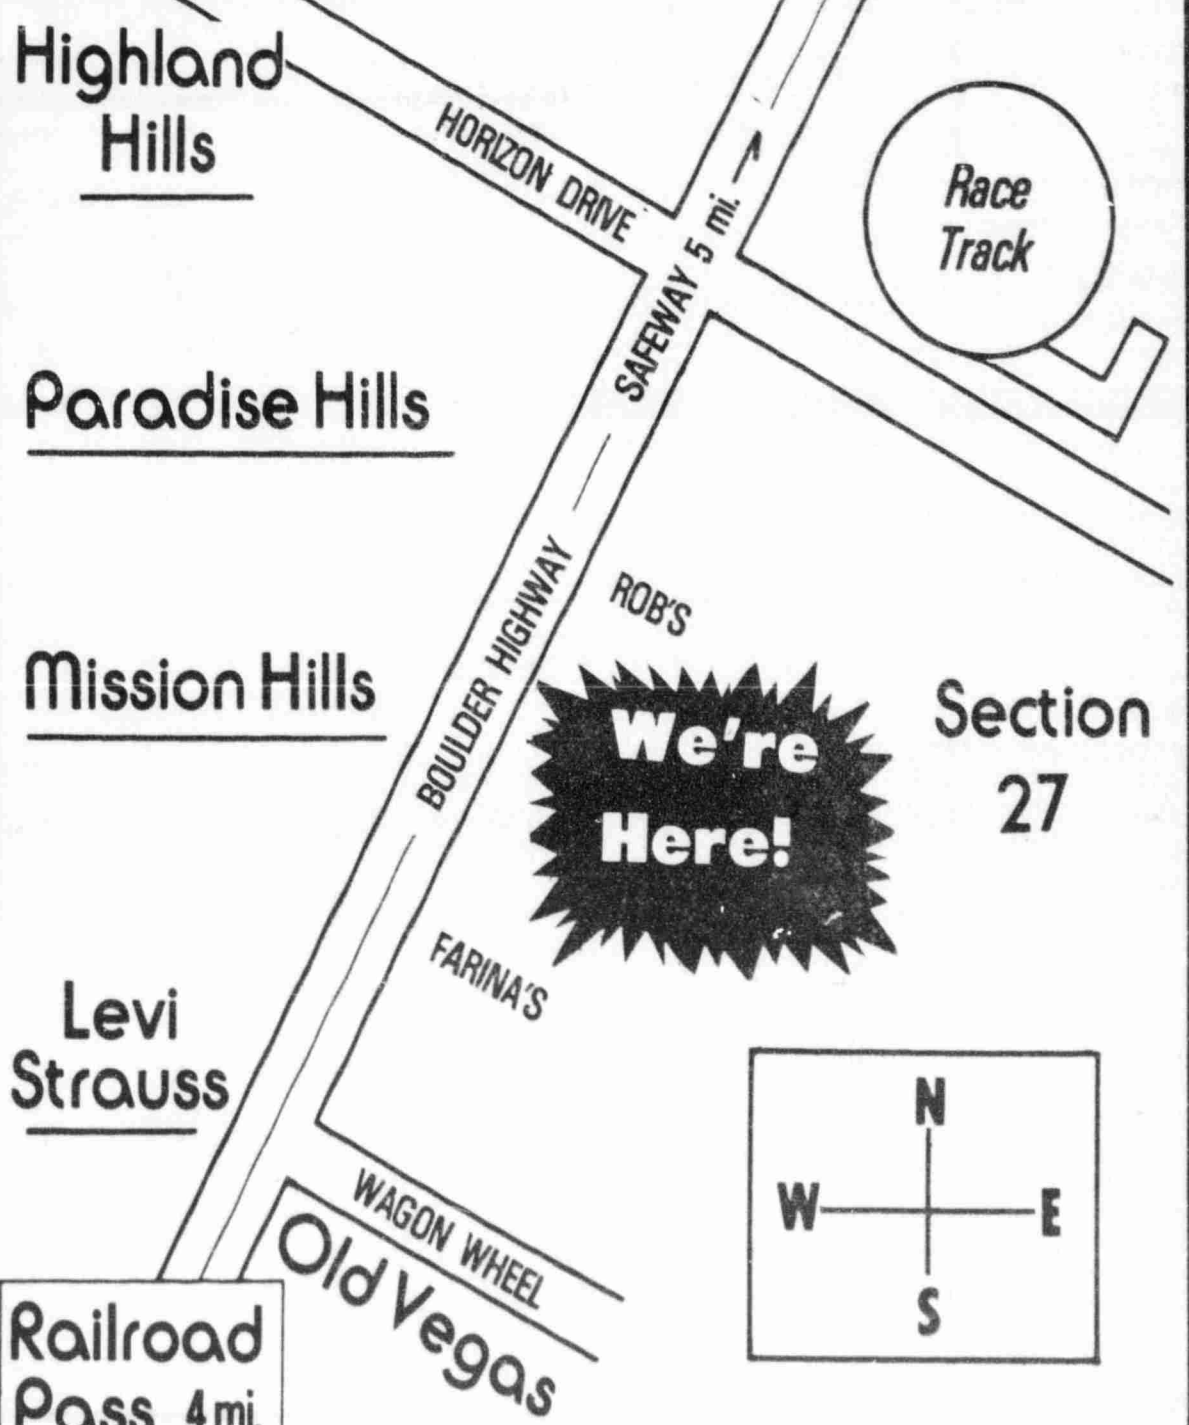 Highland
Hills
HORIZON DRIVE
SAFEWAY 5 mi.
Race
Track
Paradise Hills
BOULDER HIGHWAY
ROB'S
Mission Hills
We're
Here!
Section
27
FARINA'S
Levi
Strauss
WAGON WHEEL
Old Vegas
N
W
E
S
Railroad
Pass 4 mi.